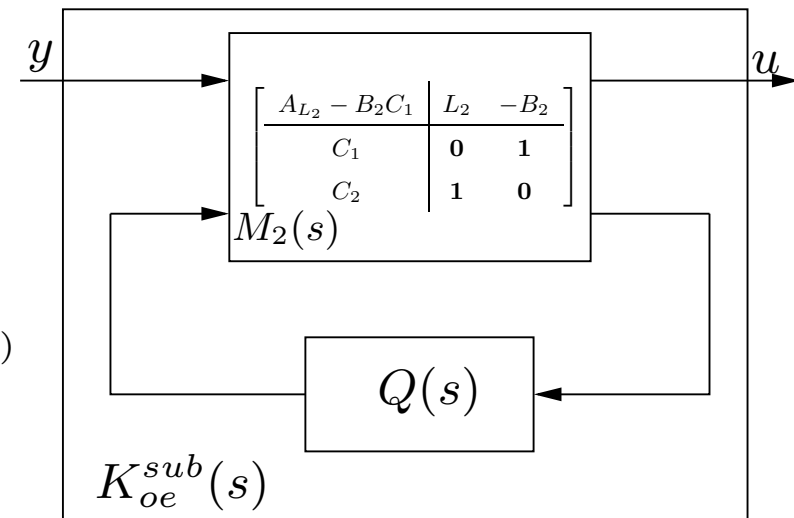 y u
A_{L_2} − B_2C_1 L_2 −B_2
C_1 0 1
C_2 1 0
M_2(s)
)
Q(s)
K_{oe}^{sub}(s)